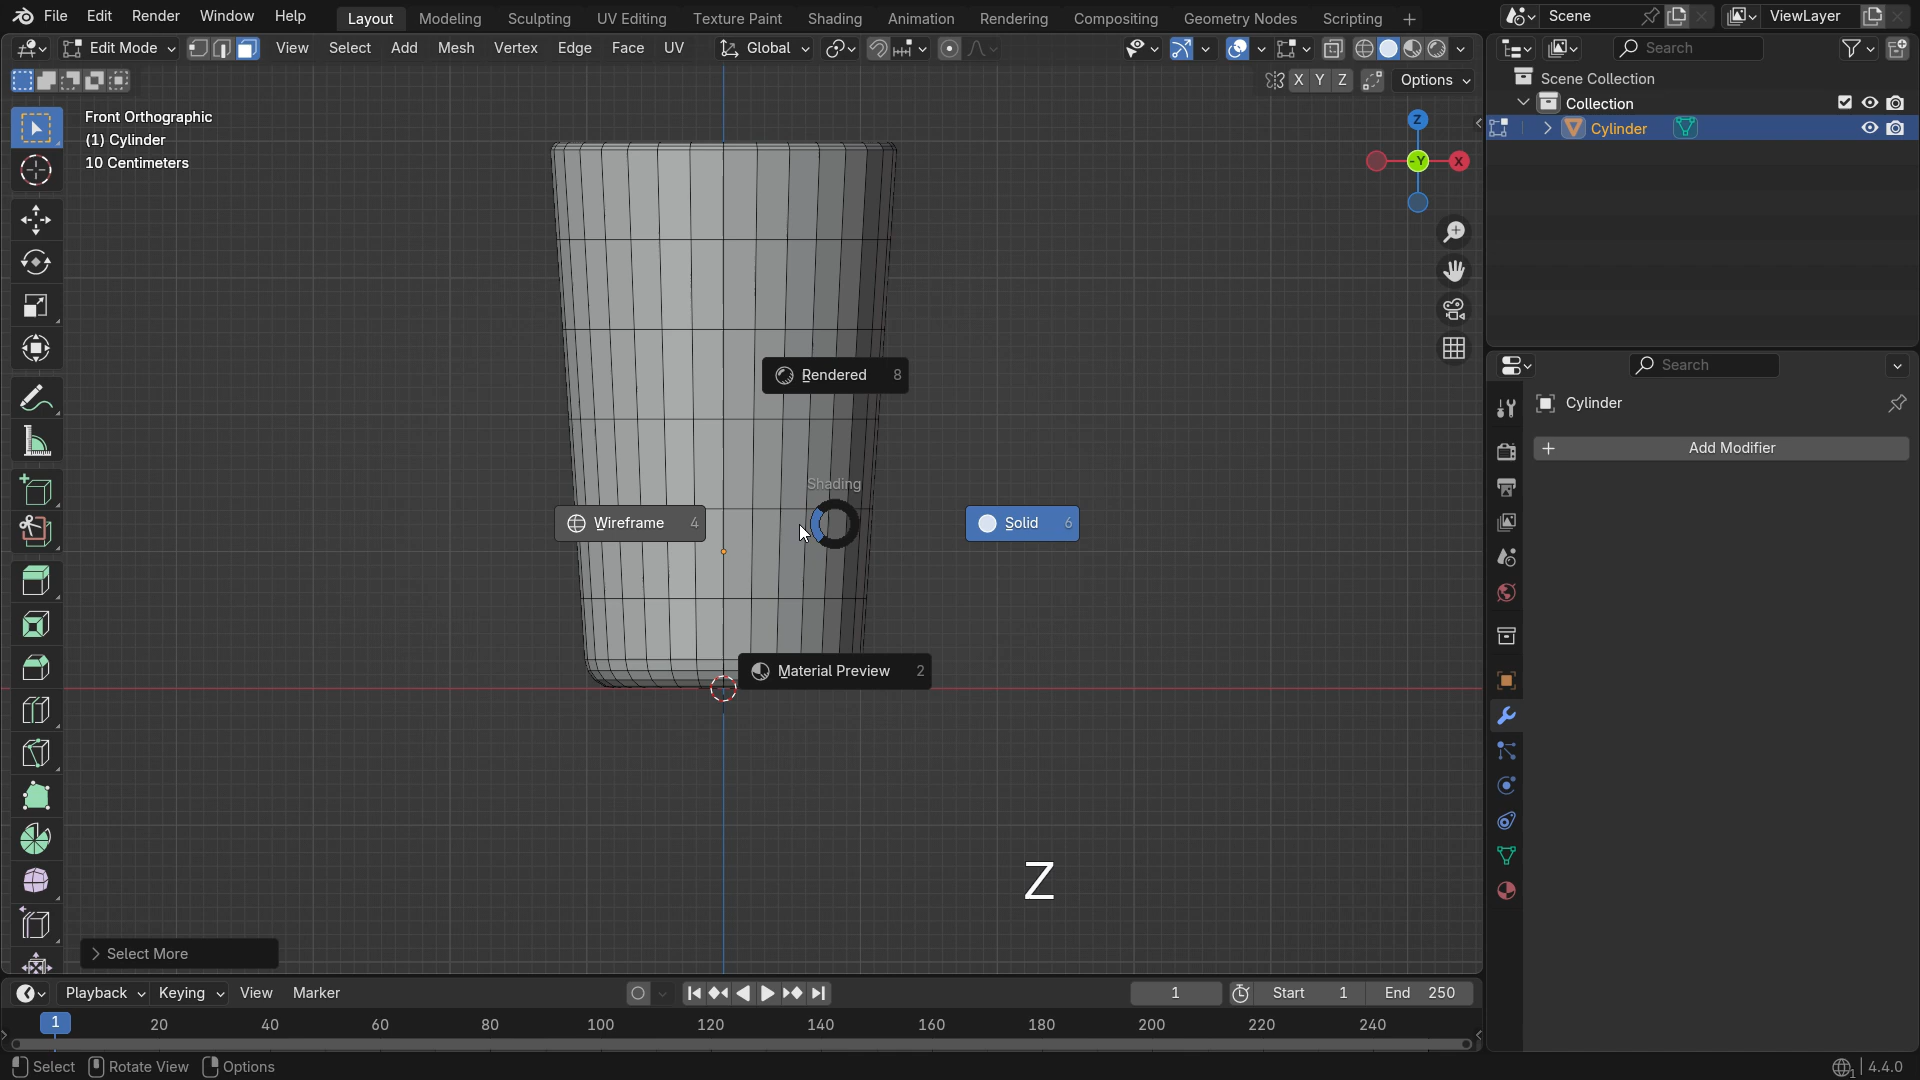 File Edit Render Window Help Layout Modeling Sculpting UV Editing Texture Paint Shading Animation Rendering Compositing Geometry Nodes Scripting + Scene ViewLayer
Edit Mode View Select Add Mesh Vertex Edge Face UV Global Search
X Y Z Options
Scene Collection
Collection
Cylinder
Front Orthographic
(1) Cylinder
10 Centimeters
Z
-Y X
Search
Cylinder
Add Modifier
Rendered 8
Shading
Wireframe 4
Solid 6
Material Preview 2
Z
Select More
Playback Keying View Marker 1 Start 1 End 250
1 20 40 60 80 100 120 140 160 180 200 220 240
Select Rotate View Options 4.4.0